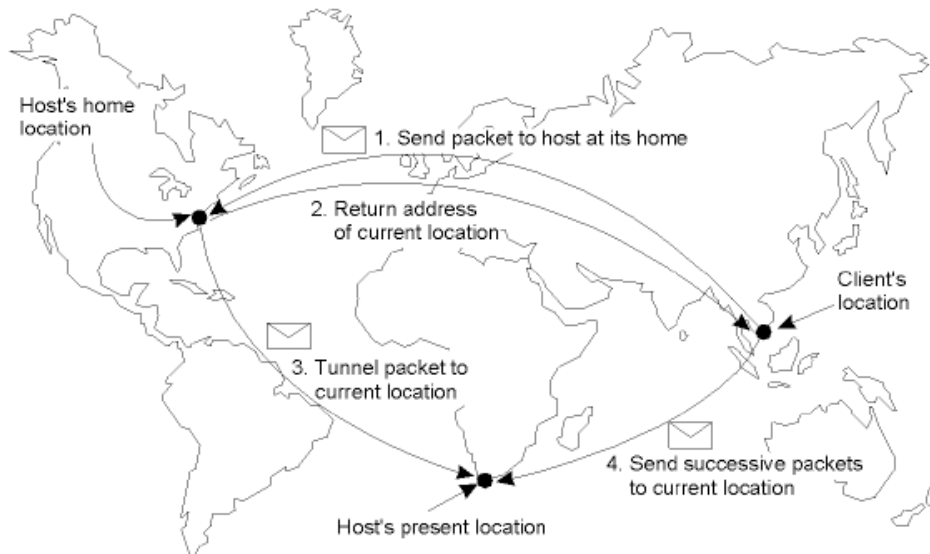 Host's home
location
1. Send packet to host at its home
2. Return address
of current location
Client's
location
3. Tunnel packet to
current location
4. Send successive packets
to current location
Host's present location